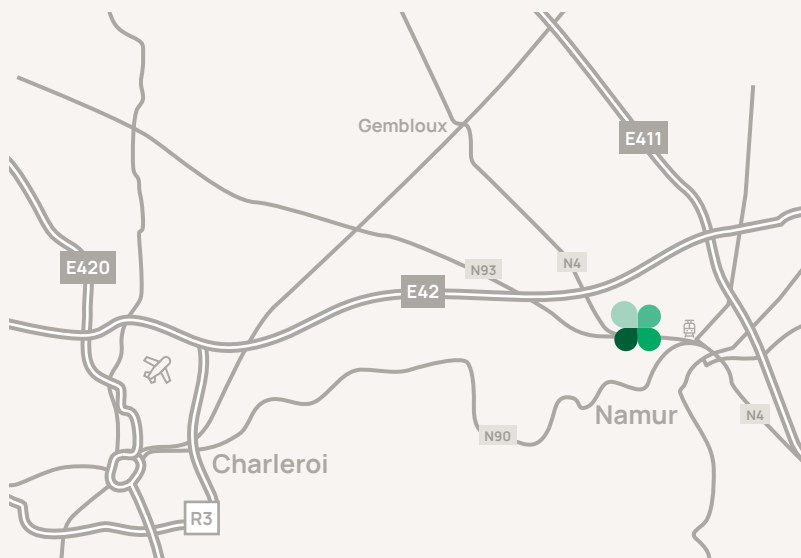 Gembloux
E411
E420
N93
N4
E42
Namur
N4
N90
Charleroi
R3